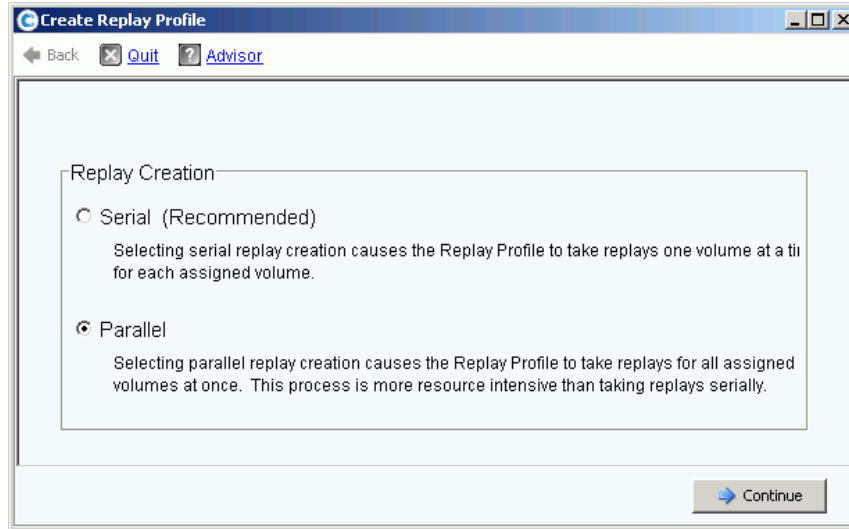 Create Replay Profile
Back Quit Advisor
Replay Creation
Serial (Recommended)
Selecting serial replay creation causes the Replay Profile to take replays one volume at a
for each assigned volume.
Parallel
Selecting parallel replay creation causes the Replay Profile to take replays for all assigned
volumes at once. This process is more resource intensive than taking replays serially.
Continue